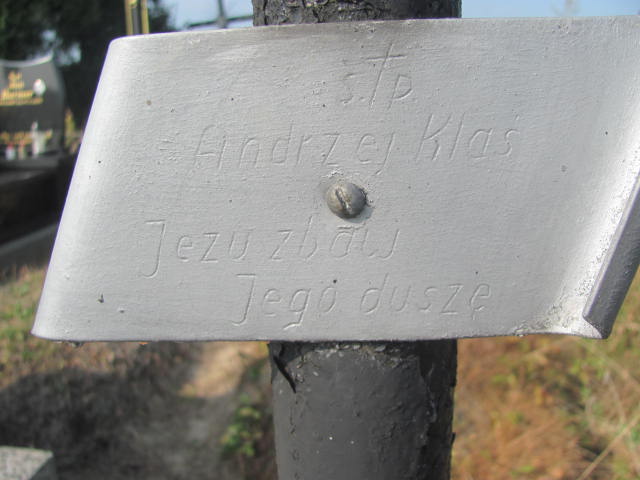 ś.†p.
Andrzej Klaś
Jezu zbaw
Jego duszę